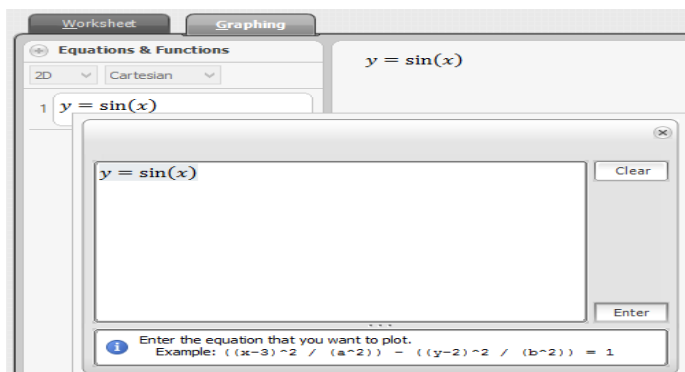 Worksheet Graphing
Equations & Functions
y = sin(x)
2D Cartesian
1 y = sin(x)
y = sin(x)
Clear
Enter
Enter the equation that you want to plot.
Example: ((x-3)^2 / (a^2)) - ((y-2)^2 / (b^2)) = 1